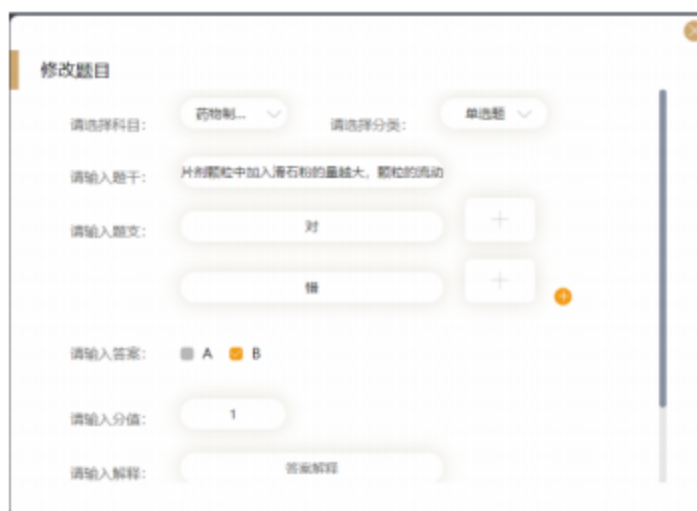 修改题目
请选择科目： 药物制... 请选择分类： 单选题
请输入题干： 片剂颗粒中加入滑石粉的量越大，颗粒的流动
请输入题支： 对
错
请输入答案： A B
请输入分值： 1
请输入解释： 答案解释